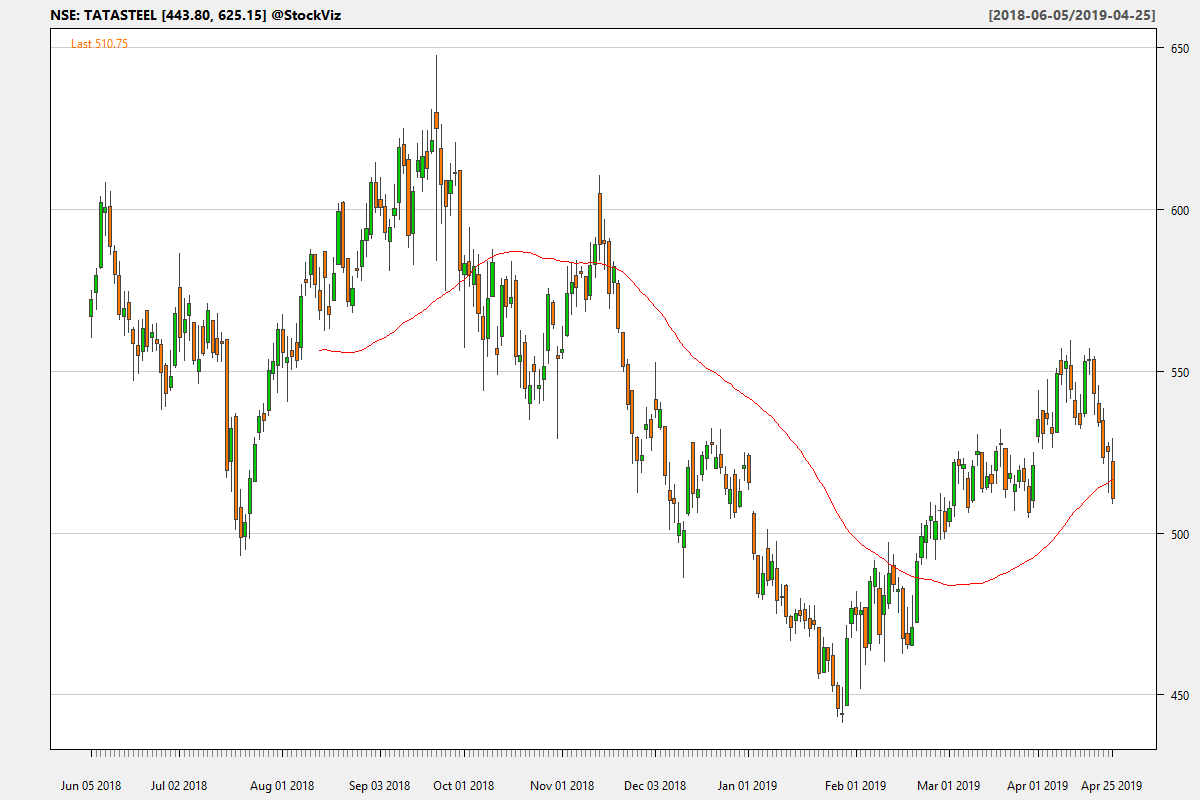 NSE: TATASTEEL [443.80, 625.15] @StockViz
[2018-06-05/2019-04-25]
Last 510.75
650
600
550
500
450
Jun 05 2018
Jul 02 2018
Aug 01 2018
Sep 03 2018
Oct 01 2018
Nov 01 2018
Dec 03 2018
Jan 01 2019
Feb 01 2019
Mar 01 2019
Apr 01 2019
Apr 25 2019